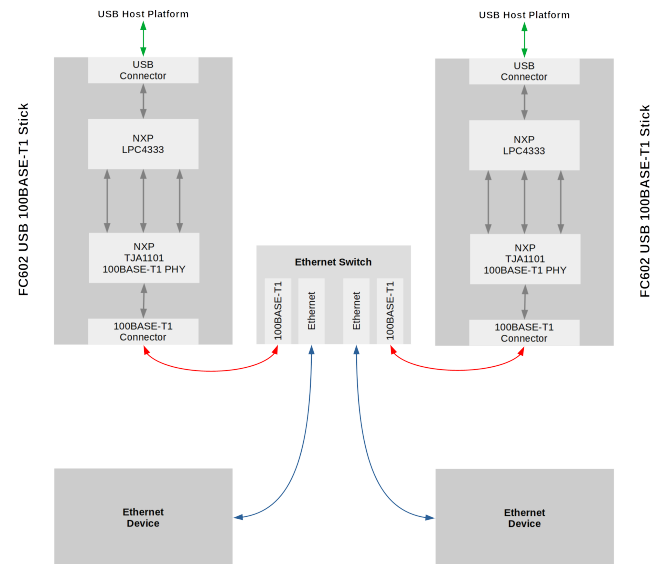 USB Host Platform
USB
Connector
NXP
LPC4333
NXP
TJA1101
100BASE-T1 PHY
100BASE-T1
Connector
FC602 USB 100BASE-T1 Stick
Ethernet Switch
100BASE-T1
Ethernet
Ethernet
100BASE-T1
USB Host Platform
USB
Connector
NXP
LPC4333
NXP
TJA1101
100BASE-T1 PHY
100BASE-T1
Connector
FC602 USB 100BASE-T1 Stick
Ethernet
Device
Ethernet
Device